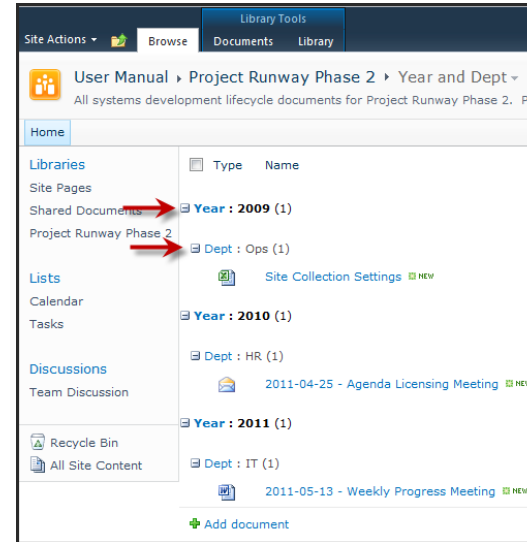 Library Tools
Site Actions Browse Documents Library
User Manual Project Runway Phase 2 Year and Dept
All systems development lifecycle documents for Project Runway Phase 2. P
Home
Libraries
Site Pages
Shared Documents
Project Runway Phase 2
Lists
Calendar
Tasks
Discussions
Team Discussion
Recycle Bin
All Site Content
Type Name
Year : 2009 (1)
Dept : Ops (1)
Site Collection Settings NEW
Year : 2010 (1)
Dept : HR (1)
2011-04-25 - Agenda Licensing Meeting NEW
Year : 2011 (1)
Dept : IT (1)
2011-05-13 - Weekly Progress Meeting NEW
Add document